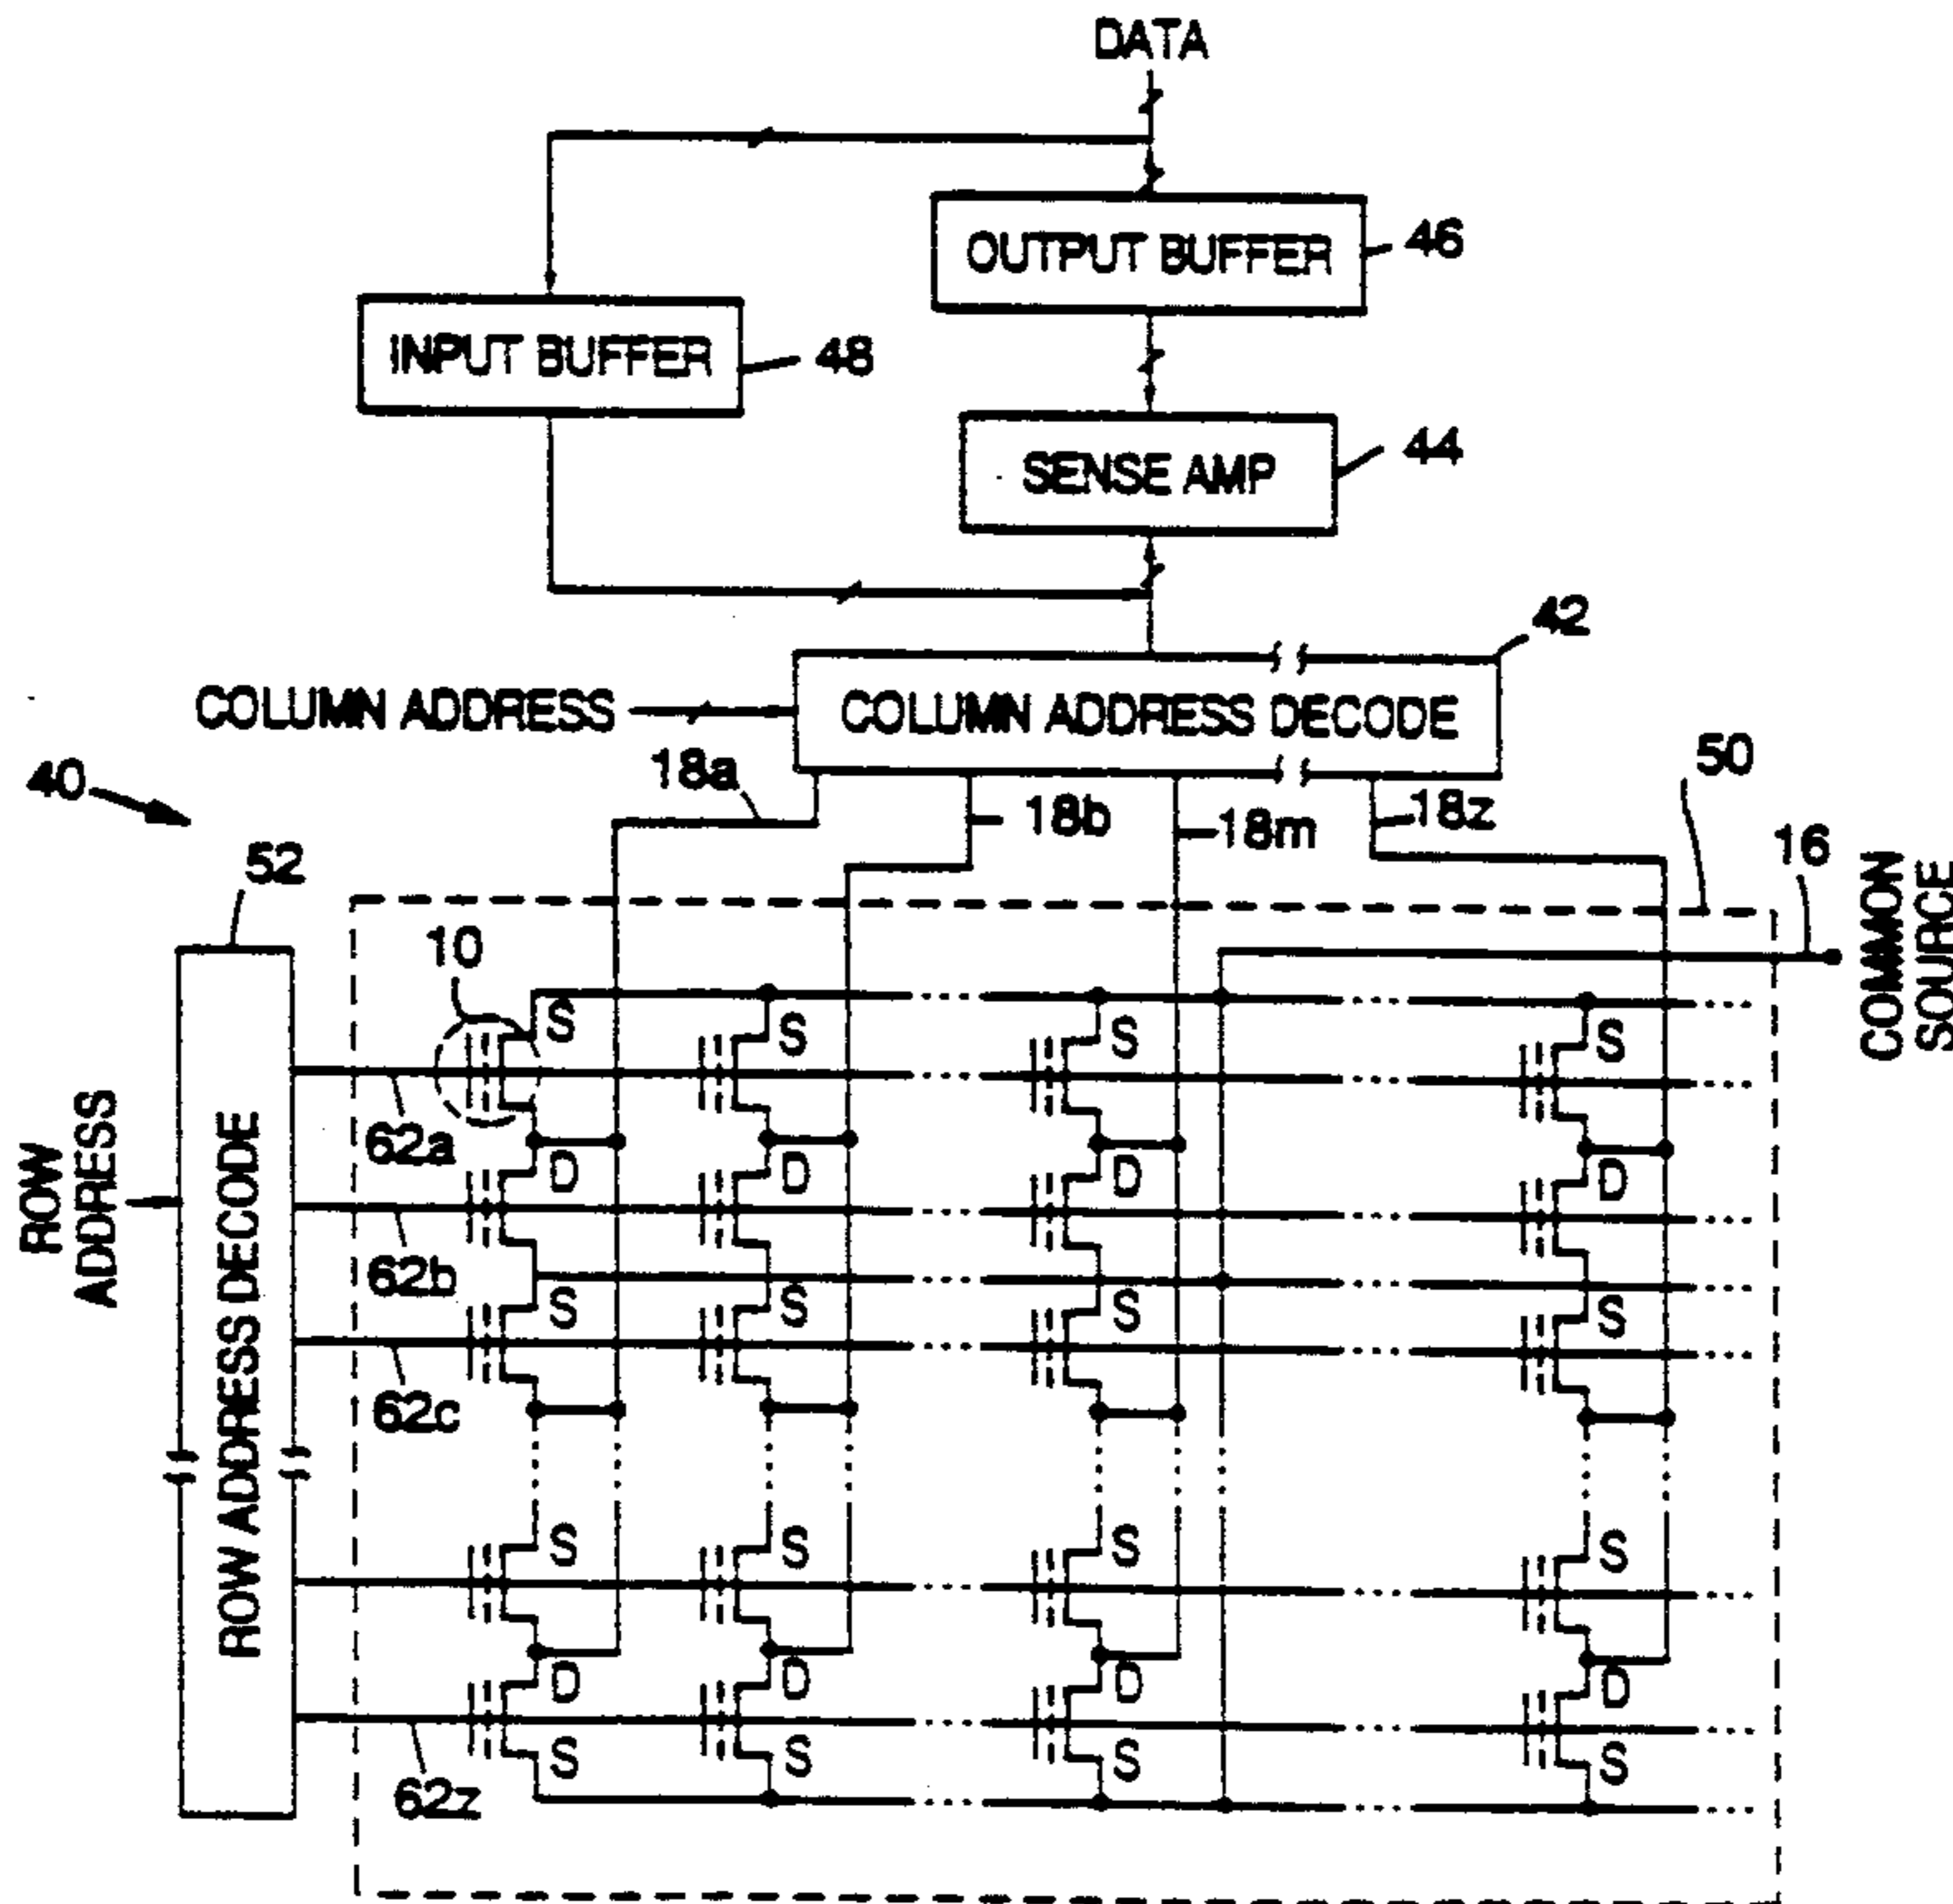 DATA
OUTPUT BUFFER
46
INPUT BUFFER
48
SENSE AMP
44
42
COLUMN ADDRESS
COLUMN ADDRESS DECODE
50
40
18a
18b
18m
18z
16
COMMON
SOURCE
52
10
S S S S
ROW
ADDRESS
ROW ADDRESS DECODE
62a
D D D D
62b
S S S S
62c
S S S S
D D D D
62z
S S S S